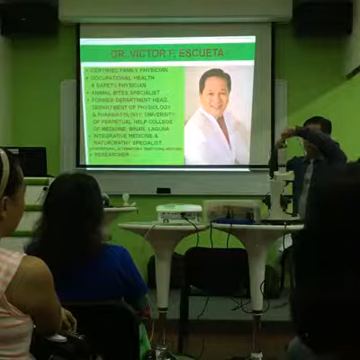 DR. VICTOR F. ESCUETA
• CERTIFIED FAMILY PHYSICIAN
• OCCUPATIONAL HEALTH
& SAFETY PHYSICIAN
• ANIMAL BITES SPECIALIST
• FORMER DEPARTMENT HEAD,
DEPARTMENT OF PHYSIOLOGY
& PHARMACOLOGY, UNIVERSITY
OF PERPETUAL HELP COLLEGE
OF MEDICINE, BINAN, LAGUNA
• INTEGRATIVE MEDICINE &
NATUROPATHY SPECIALIST
• RESEARCHER